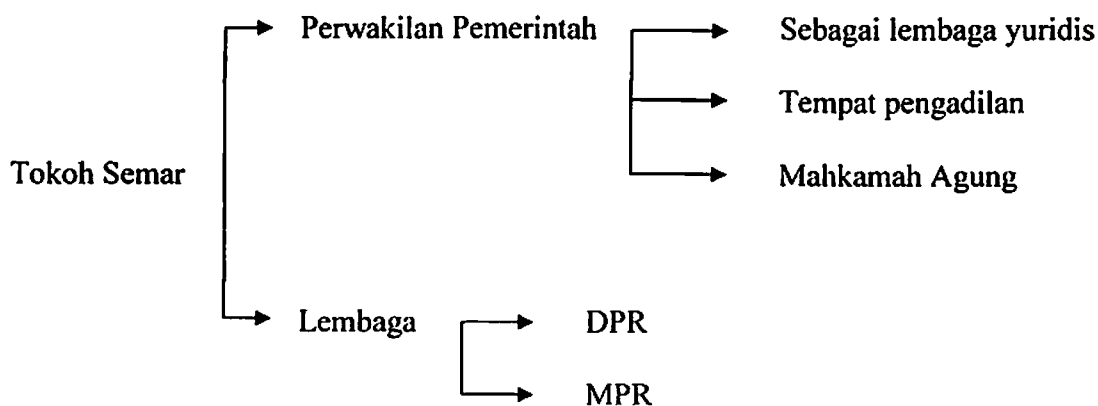 Perwakilan Pemerintah
Sebagai lembaga yuridis
Tempat pengadilan
Tokoh Semar
Mahkamah Agung
Lembaga
DPR
MPR